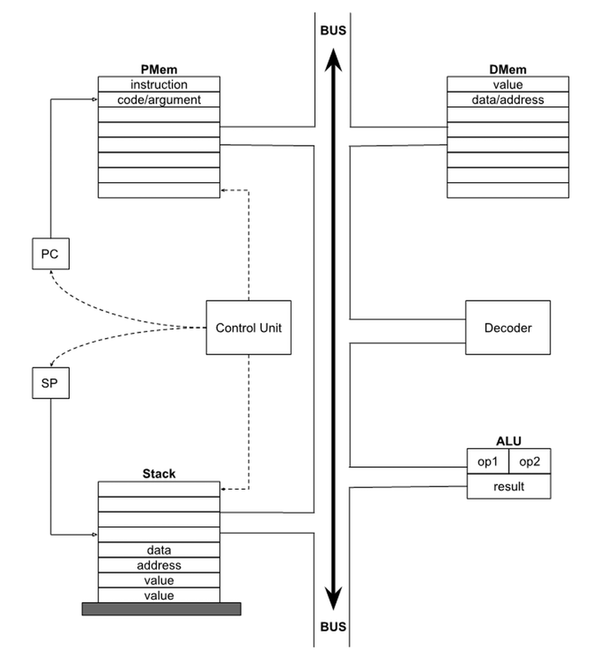 BUS
PMem
instruction
code/argument
DMem
value
data/address
PC
Control Unit
Decoder
SP
ALU
op1 op2
result
Stack
data
address
value
value
BUS